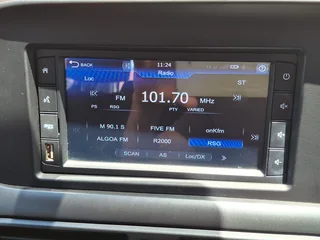 BACK
11:24
Radio
Loc
ST
FM 101.70 MHz
PS RSG
PTY VARIED
M 90.1 S
FIVE FM
onKfm
ALGOA FM
R2000
RSG
SCAN
AS
Loc/DX